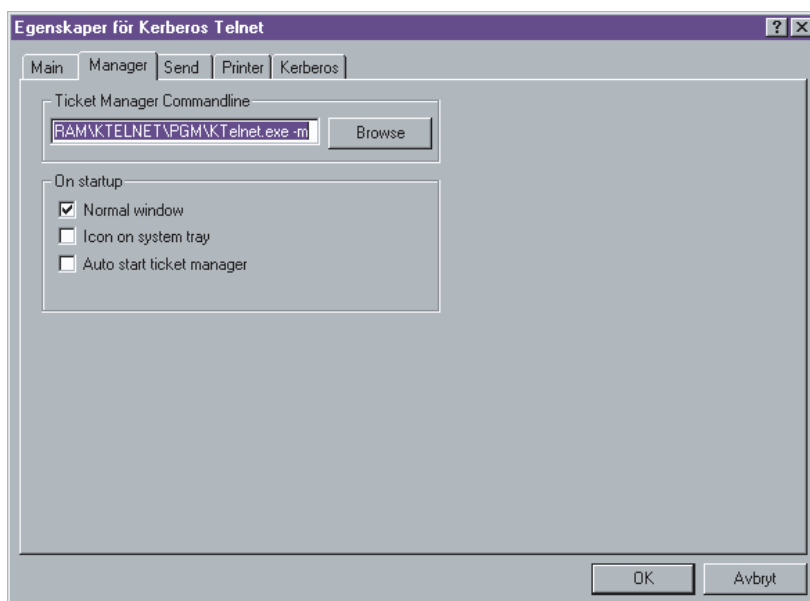 Egenskaper för Kerberos Telnet
Main Manager Send Printer Kerberos
Ticket Manager Commandline
RAM\KTELNET\PGM\KTelnet.exe -m Browse
On startup
Normal window
Icon on system tray
Auto start ticket manager
OK Avbryt